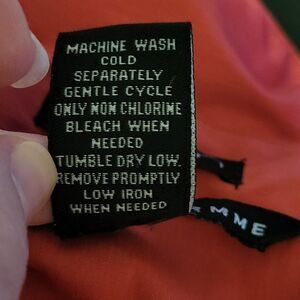 MACHINE WASH
COLD
SEPARATELY
GENTLE CYCLE
ONLY NON CHLORINE
BLEACH WHEN
NEEDED
TUMBLE DRY LOW.
REMOVE PROMPTLY
LOW IRON
WHEN NEEDED